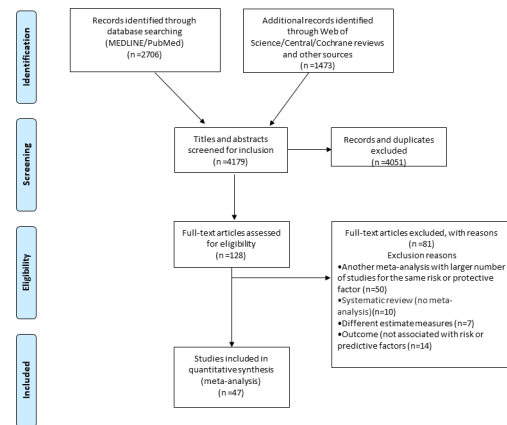 Identification
Records identified through
database searching
(MEDLINE/PubMed)
(n =2706)
Additional records identified
through Web of
Science/Central/Cochrane reviews
and other sources
(n =1473)
Screening
Titles and abstracts
screened for inclusion
(n =4179)
Records and duplicates
excluded
(n =4051)
Eligibility
Full-text articles assessed
for eligibility
(n =128)
Full-text articles excluded, with reasons
(n =81)
Exclusion reasons
•Another meta-analysis with larger number
of studies for the same risk or protective
factor (n=50)
•Systematic review (no meta-
analysis)(n=10)
•Different estimate measures (n=7)
•Outcome (not associated with risk or
predictive factors (n=14)
Included
Studies included in
quantitative synthesis
(meta-analysis)
(n =47)